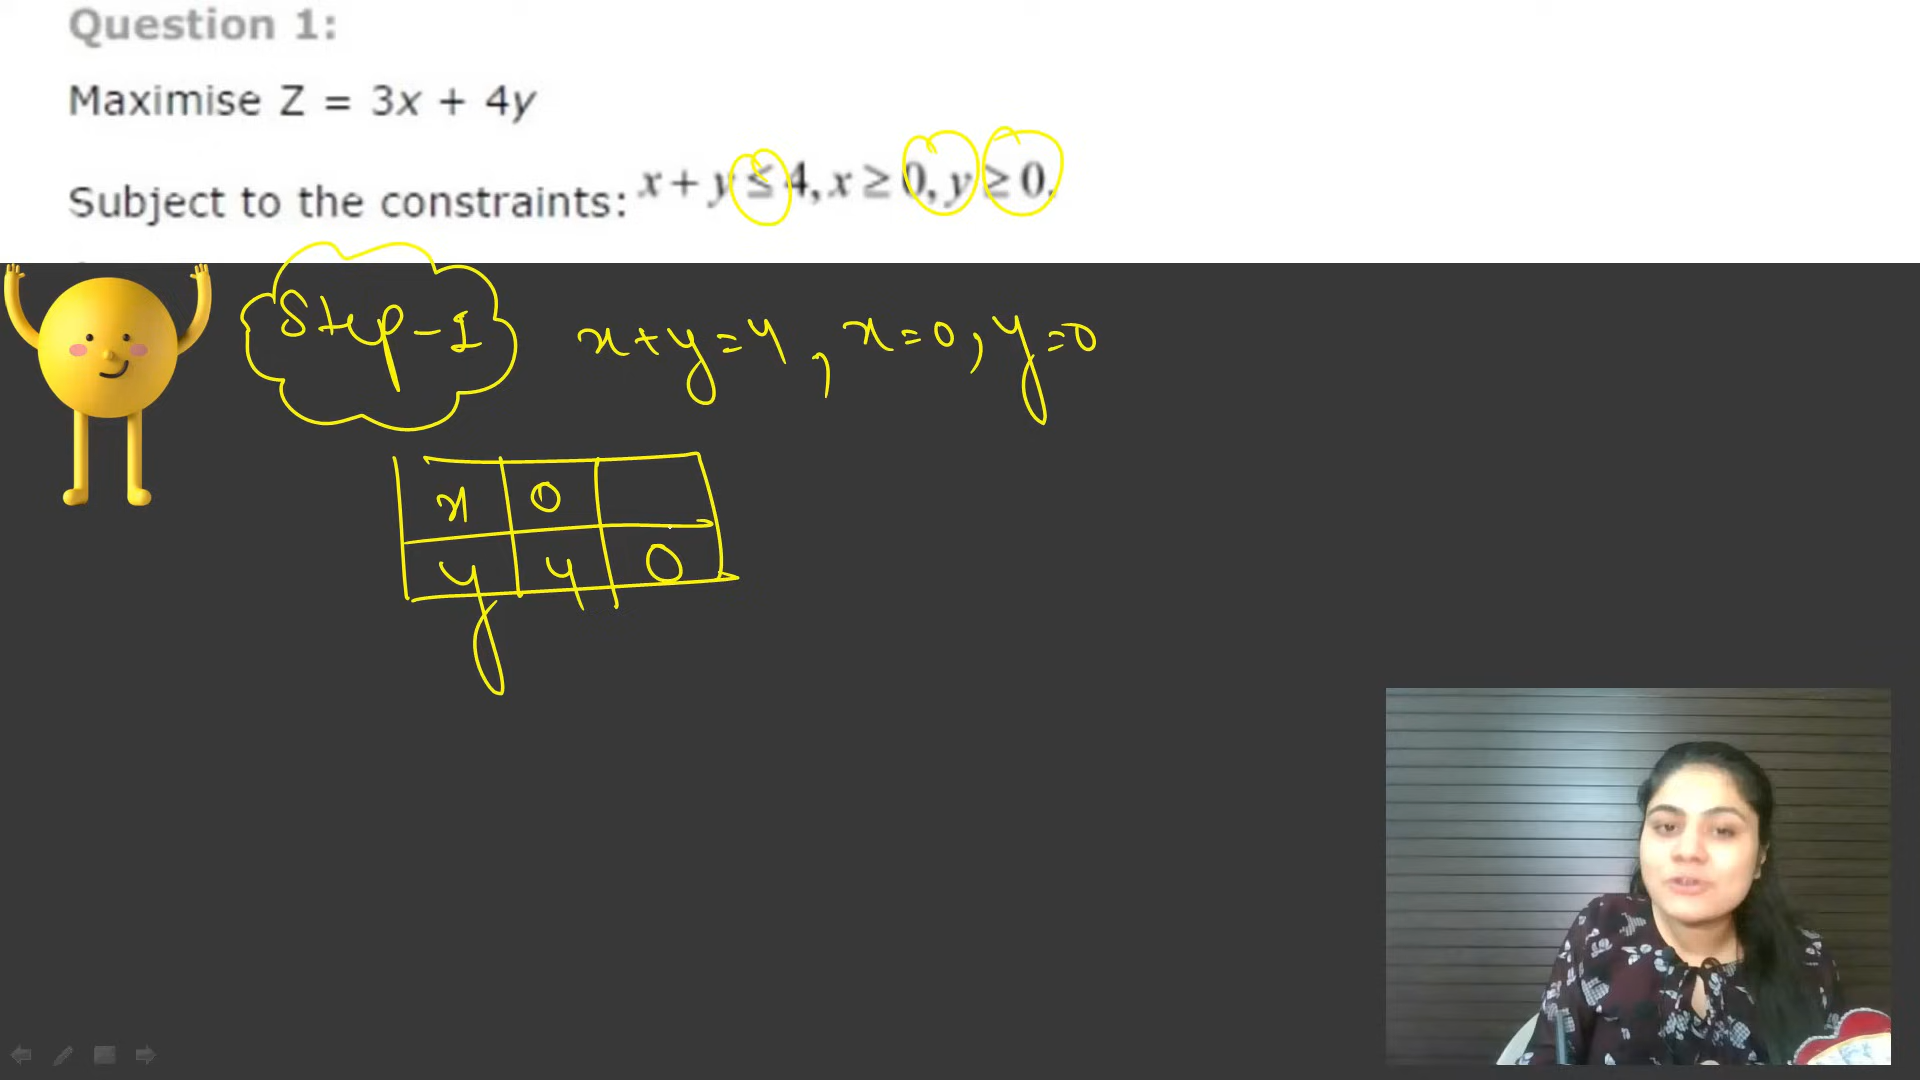 Question 1:
Maximise Z = 3x + 4y
Subject to the constraints: x + y ≤ 4, x ≥ 0, y ≥ 0.
Step-1
x+y=4, x=0, y=0
x 0
y 4 0